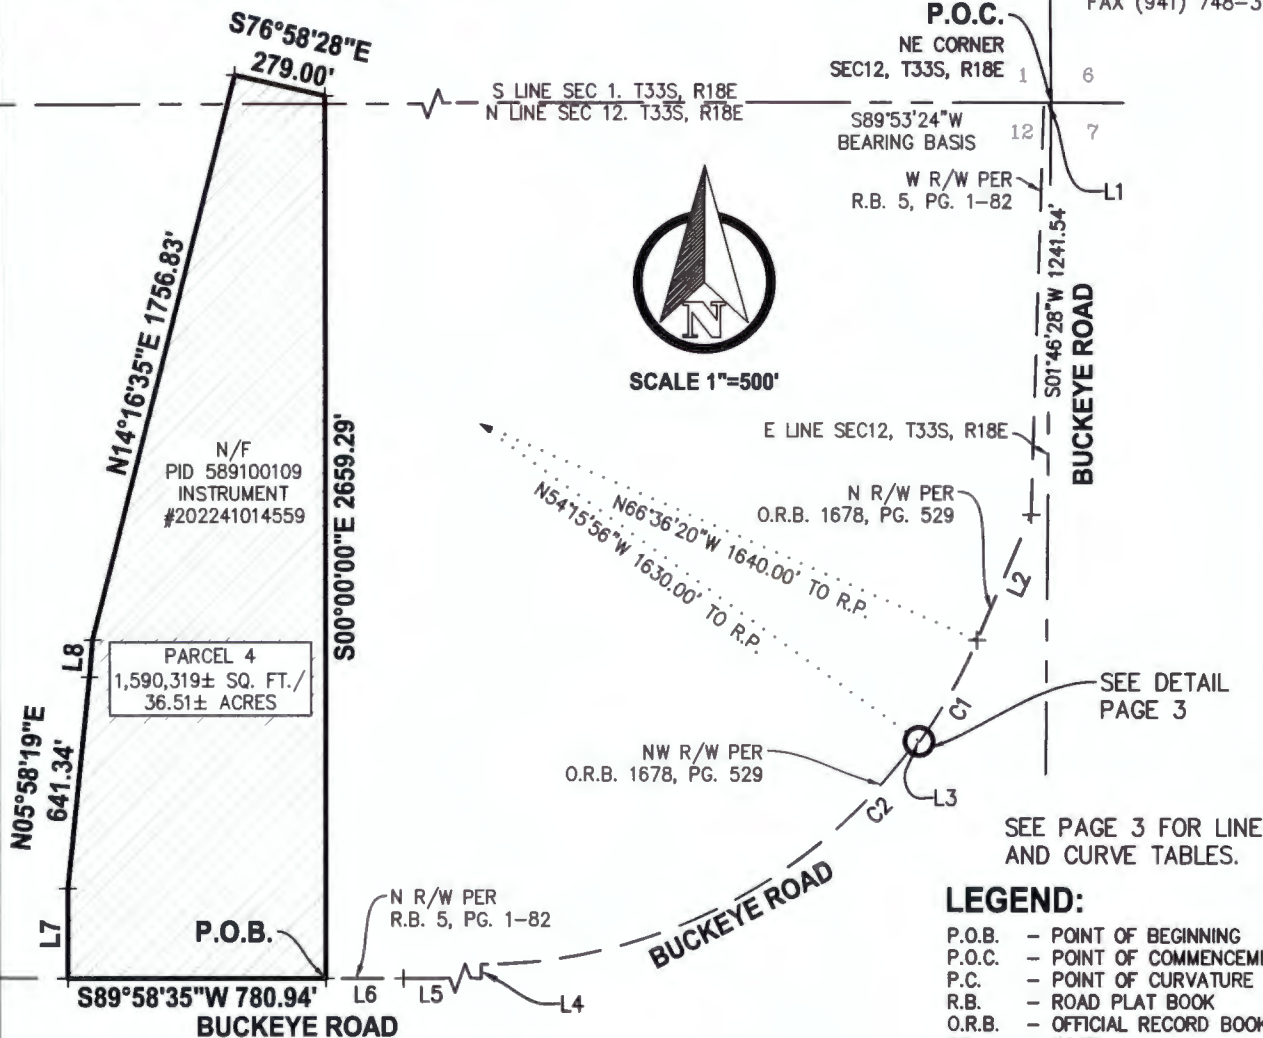 FAX (941) 748-3
P.O.C.
NE CORNER
SEC12, T33S, R18E
1
6
12
7
S76°58'28"E
279.00'
S LINE SEC 1. T33S, R18E
N LINE SEC 12. T33S, R18E
S89°53'24"W
BEARING BASIS
W R/W PER
R.B. 5, PG. 1-82
L1
S01°46'28"W 1241.54'
BUCKEYE ROAD
N
SCALE 1"=500'
N14°16'35"E 1756.83'
N/F
PID 589100109
INSTRUMENT
#202241014559
S00°00'00"E 2659.29'
E LINE SEC12, T33S, R18E
N R/W PER
O.R.B. 1678, PG. 529
N66°36'20"W 1640.00' TO R.P.
N54°15'56"W 1630.00' TO R.P.
L2
L8
PARCEL 4
1,590,319± SQ. FT./
36.51± ACRES
C1
SEE DETAIL
PAGE 3
N05°58'19"E
641.34'
NW R/W PER
O.R.B. 1678, PG. 529
L3
C2
SEE PAGE 3 FOR LINE
AND CURVE TABLES.
BUCKEYE ROAD
N R/W PER
R.B. 5, PG. 1-82
L7
P.O.B.
S89°58'35"W 780.94'
BUCKEYE ROAD
L6
L5
L4
LEGEND:
P.O.B. - POINT OF BEGINNING
P.O.C. - POINT OF COMMENCEM
P.C. - POINT OF CURVATURE
R.B. - ROAD PLAT BOOK
O.R.B. - OFFICIAL RECORD BOOK